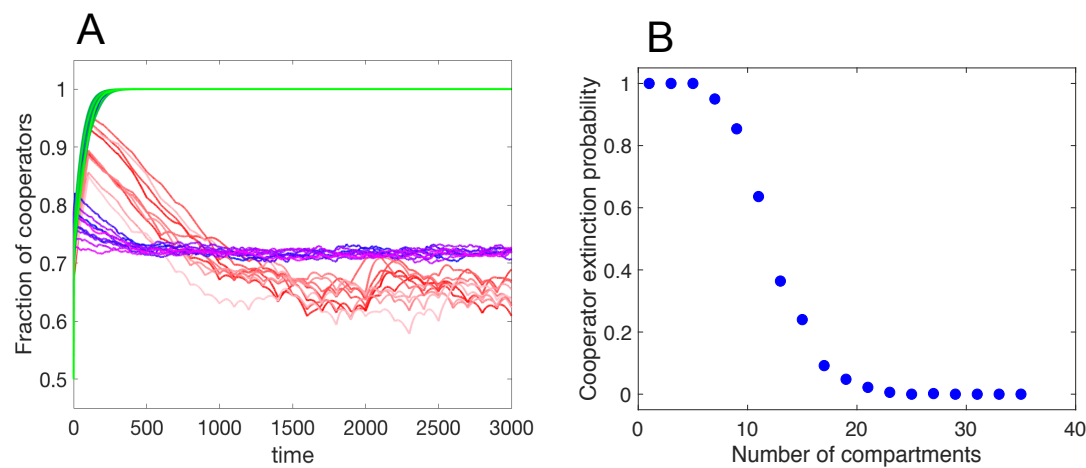 A
Fraction of cooperators
1
0.9
0.8
0.7
0.6
0.5
0 500 1000 1500 2000 2500 3000
time
B
Cooperator extinction probability
1
0.8
0.6
0.4
0.2
0
0 10 20 30 40
Number of compartments